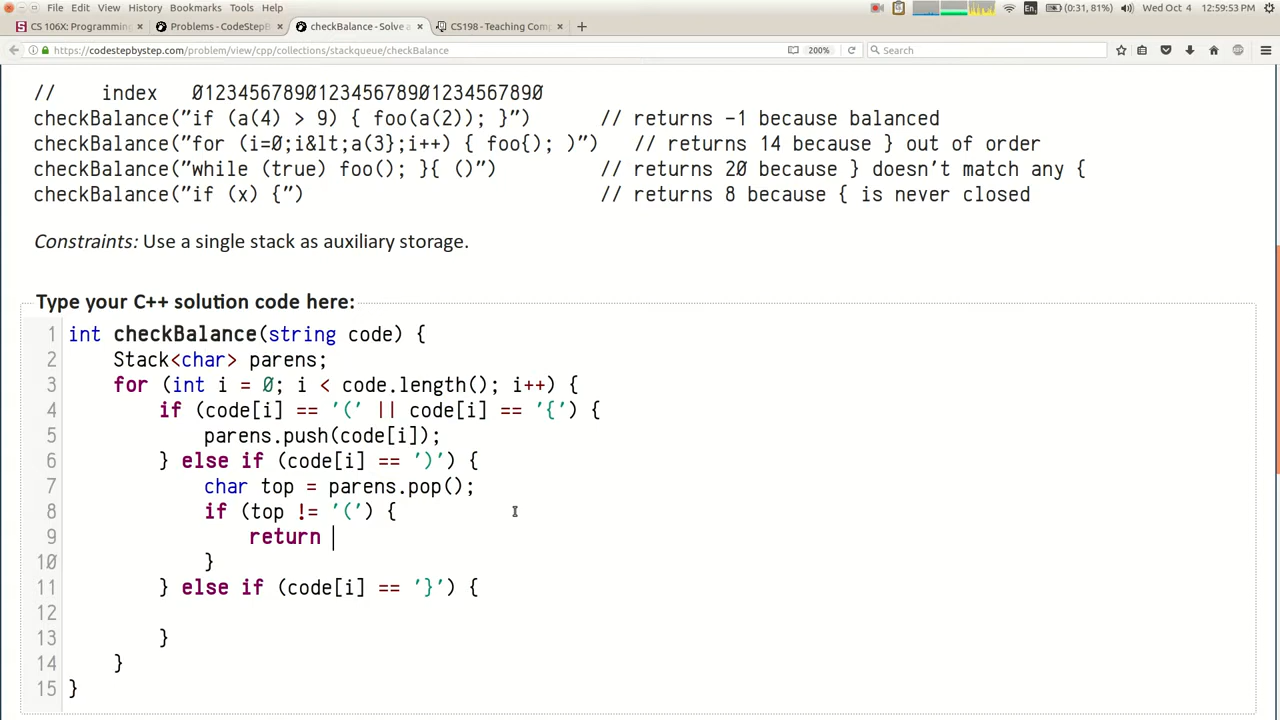 File Edit View History Bookmarks Tools Help
En (0:31, 81%) Wed Oct 4 12:59:53 PM
CS 106X: Programming × Problems - CodeStepB × checkBalance - Solve a × CS198 - Teaching Comp × +
https://codestepbystep.com/problem/view/cpp/collections/stackqueue/checkBalance 200% Search
//    index   0123456789012345678901234567890
checkBalance("if (a(4) > 9) { foo(a(2)); }")       // returns -1 because balanced
checkBalance("for (i=0;i&lt;a(3};i++) { foo{); )")   // returns 14 because } out of order
checkBalance("while (true) foo(); }{ ()")          // returns 20 because } doesn't match any {
checkBalance("if (x) {")                           // returns 8 because { is never closed
Constraints: Use a single stack as auxiliary storage.
Type your C++ solution code here:
1 int checkBalance(string code) {
2     Stack<char> parens;
3     for (int i = 0; i < code.length(); i++) {
4         if (code[i] == '(' || code[i] == '{') {
5             parens.push(code[i]);
6         } else if (code[i] == ')') {
7             char top = parens.pop();
8             if (top != '(') {
9                 return
10             }
11         } else if (code[i] == '}') {
12
13         }
14     }
15 }